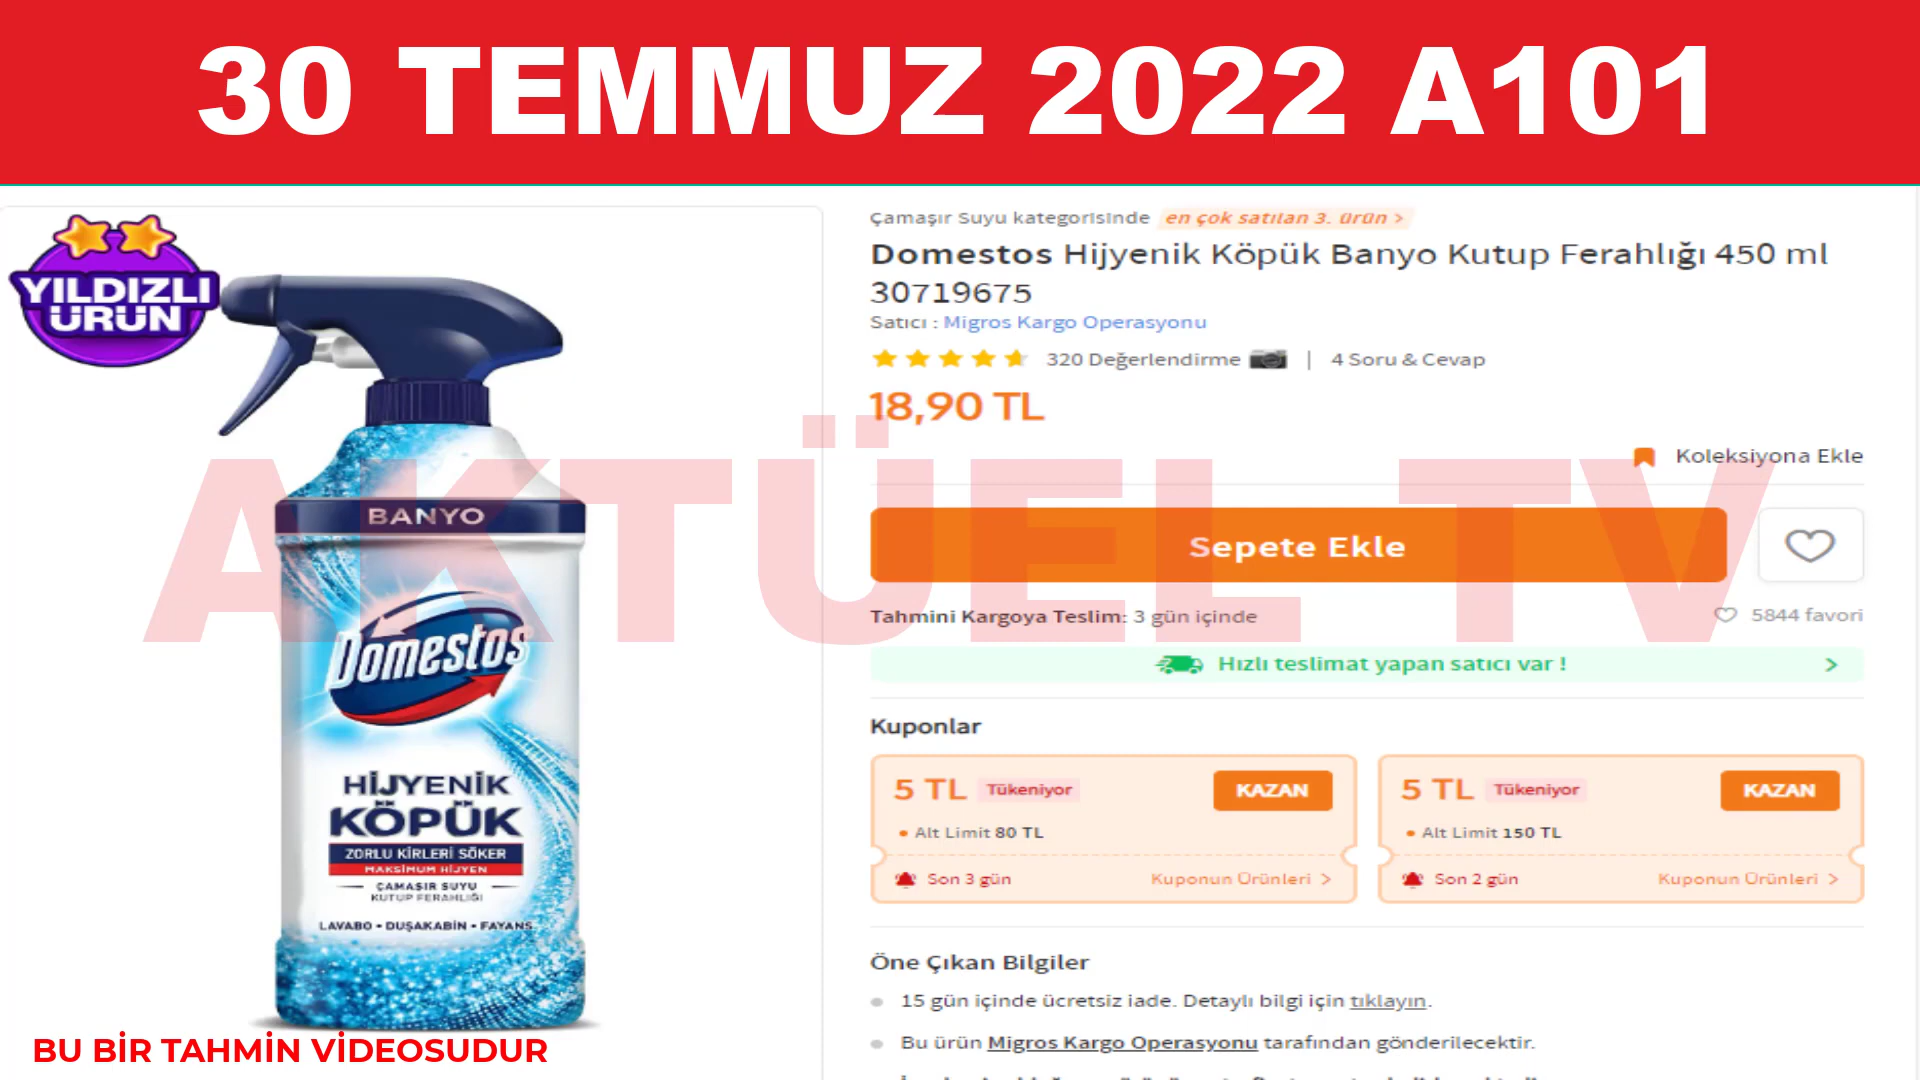 30 TEMMUZ 2022 A101
YILDIZLI
ÜRÜN
Çamaşır Suyu kategorisinde en çok satılan 3. ürün >
Domestos Hijyenik Köpük Banyo Kutup Ferahlığı 450 ml
30719675
Satıcı : Migros Kargo Operasyonu
320 Değerlendirme | 4 Soru & Cevap
18,90 TL
Koleksiyona Ekle
AKTÜEL TV
Sepete Ekle
Tahmini Kargoya Teslim: 3 gün içinde
5844 favori
Hızlı teslimat yapan satıcı var ! >
Kuponlar
5 TL Tükeniyor KAZAN
• Alt Limit 80 TL
Son 3 gün Kuponun Ürünleri >
5 TL Tükeniyor KAZAN
• Alt Limit 150 TL
Son 2 gün Kuponun Ürünleri >
Öne Çıkan Bilgiler
15 gün içinde ücretsiz iade. Detaylı bilgi için tıklayın.
Bu ürün Migros Kargo Operasyonu tarafından gönderilecektir.
BANYO
Domestos
HİJYENİK
KÖPÜK
ZORLU KİRLERİ SÖKER
MAKSİMUM HİJYEN
ÇAMAŞIR SUYU
KUTUP FERAHLIĞI
LAVABO • DUŞAKABİN • FAYANS
BU BİR TAHMİN VİDEOSUDUR